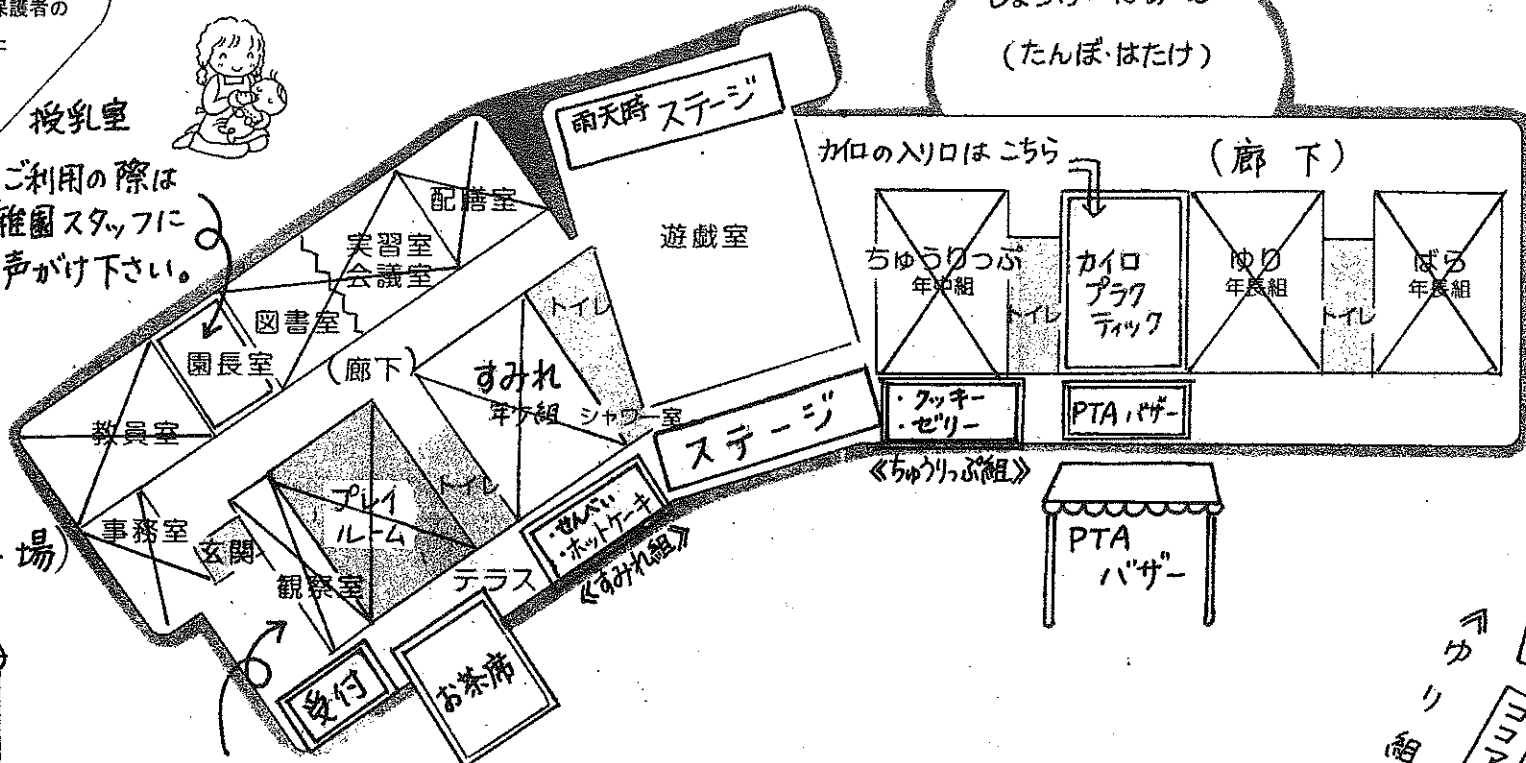 保護者の
授乳室
ご利用の際は
稚園スタッフに
声がけ下さい。
(たんぼ・はたけ)
雨天時 ステージ
カイロの入り口は こちら
(廊下)
配膳室
実習室
会議室
図書室
園長室
教員室
事務室
玄関
観察室
プレイ
ルーム
トイレ
(廊下)
すみれ
年少組
トイレ
シャワー室
遊戯室
ステージ
ちゅうりっぷ
年中組
トイレ
カイロ
プラク
ティック
ゆり
年長組
トイレ
ばら
年長組
・クッキー
・ゼリー
《ちゅうりっぷ組》
PTA バザー
PTA
バザー
・せんべい
・ホットケーキ
《すみれ組》
テラス
受付
お茶席
場)
《ゆり組
ココア